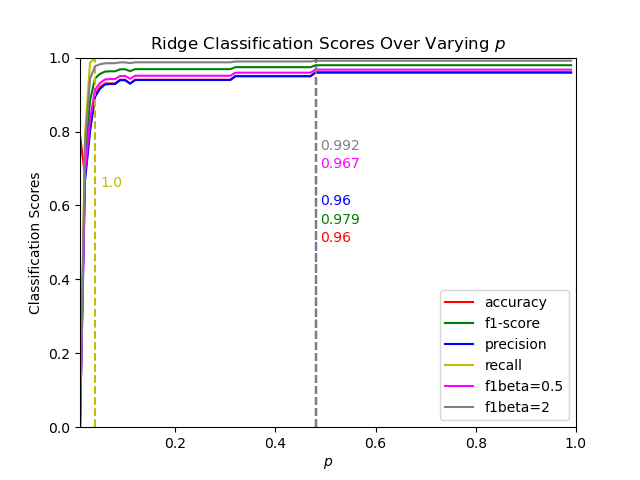 Ridge Classification Scores Over Varying p
Classification Scores
1.0
0.8
0.6
0.4
0.2
0.0
0.2
0.4
0.6
0.8
1.0
p
1.0
0.992
0.967
0.96
0.979
0.96
accuracy
f1-score
precision
recall
f1beta=0.5
f1beta=2